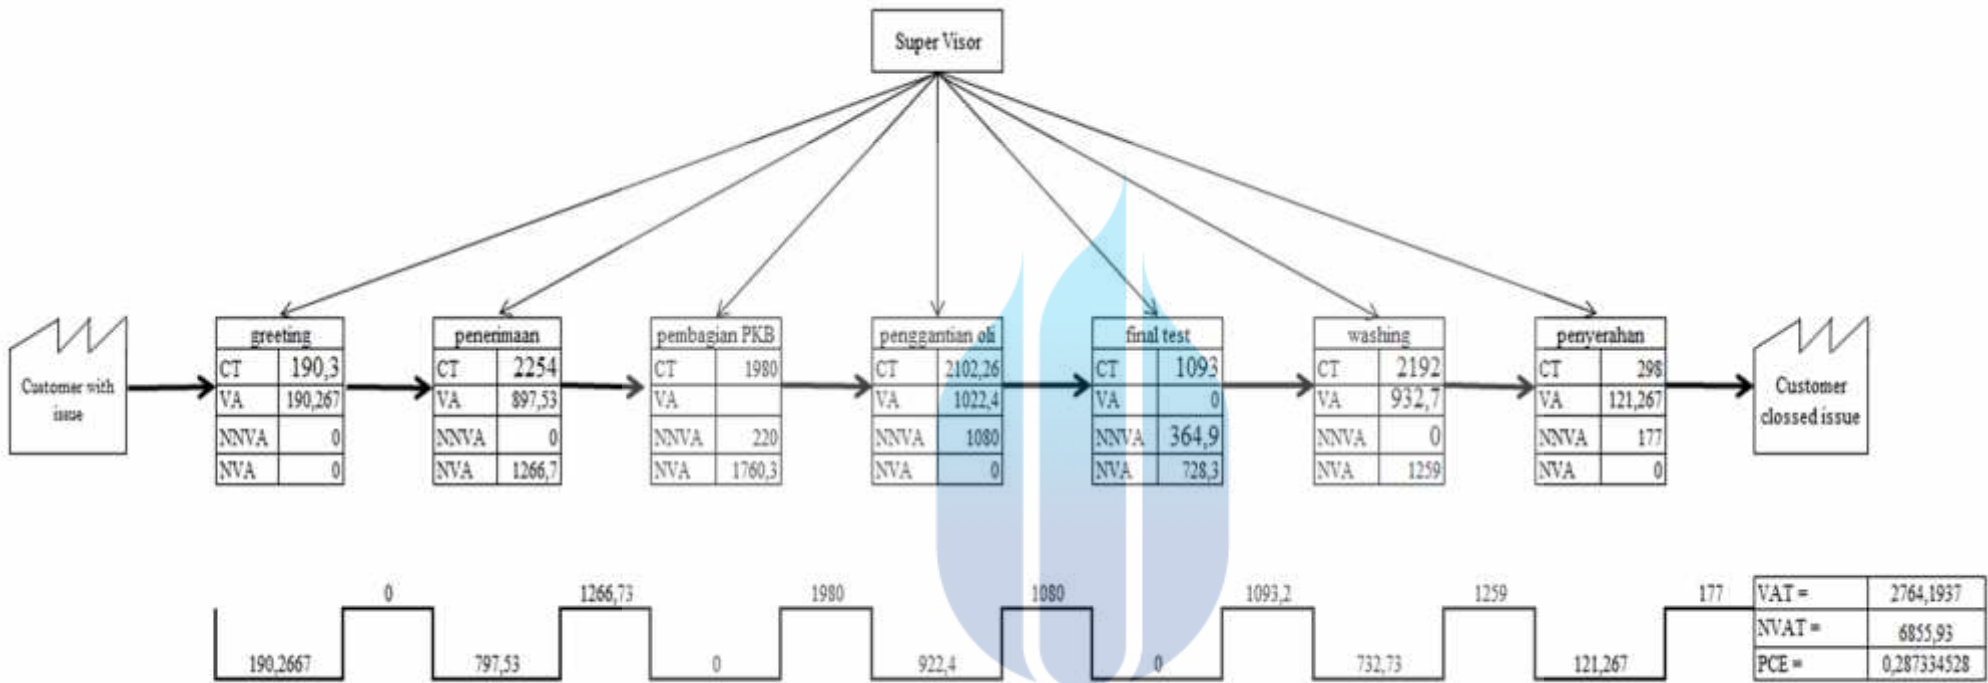 Super Visor
Customer with
issue
greeting
CT 190,3
VA 190,267
NNVA 0
NVA 0
penerimaan
CT 2254
VA 897,53
NNVA 0
NVA 1266,7
pembagian PKB
CT 1980
VA
NNVA 220
NVA 1760,3
penggantian oli
CT 2102,26
VA 1022,4
NNVA 1080
NVA 0
final test
CT 1093
VA 0
NNVA 364,9
NVA 728,3
washing
CT 2192
VA 932,7
NNVA 0
NVA 1259
penyerahan
CT 298
VA 121,267
NNVA 177
NVA 0
Customer
clossed issue
0 1266,73 1980 1080 1093,2 1259 177
190,2667 797,53 0 922,4 0 732,73 121,267
VAT = 2764,1937
NVAT = 6855,93
PCE = 0,287334528